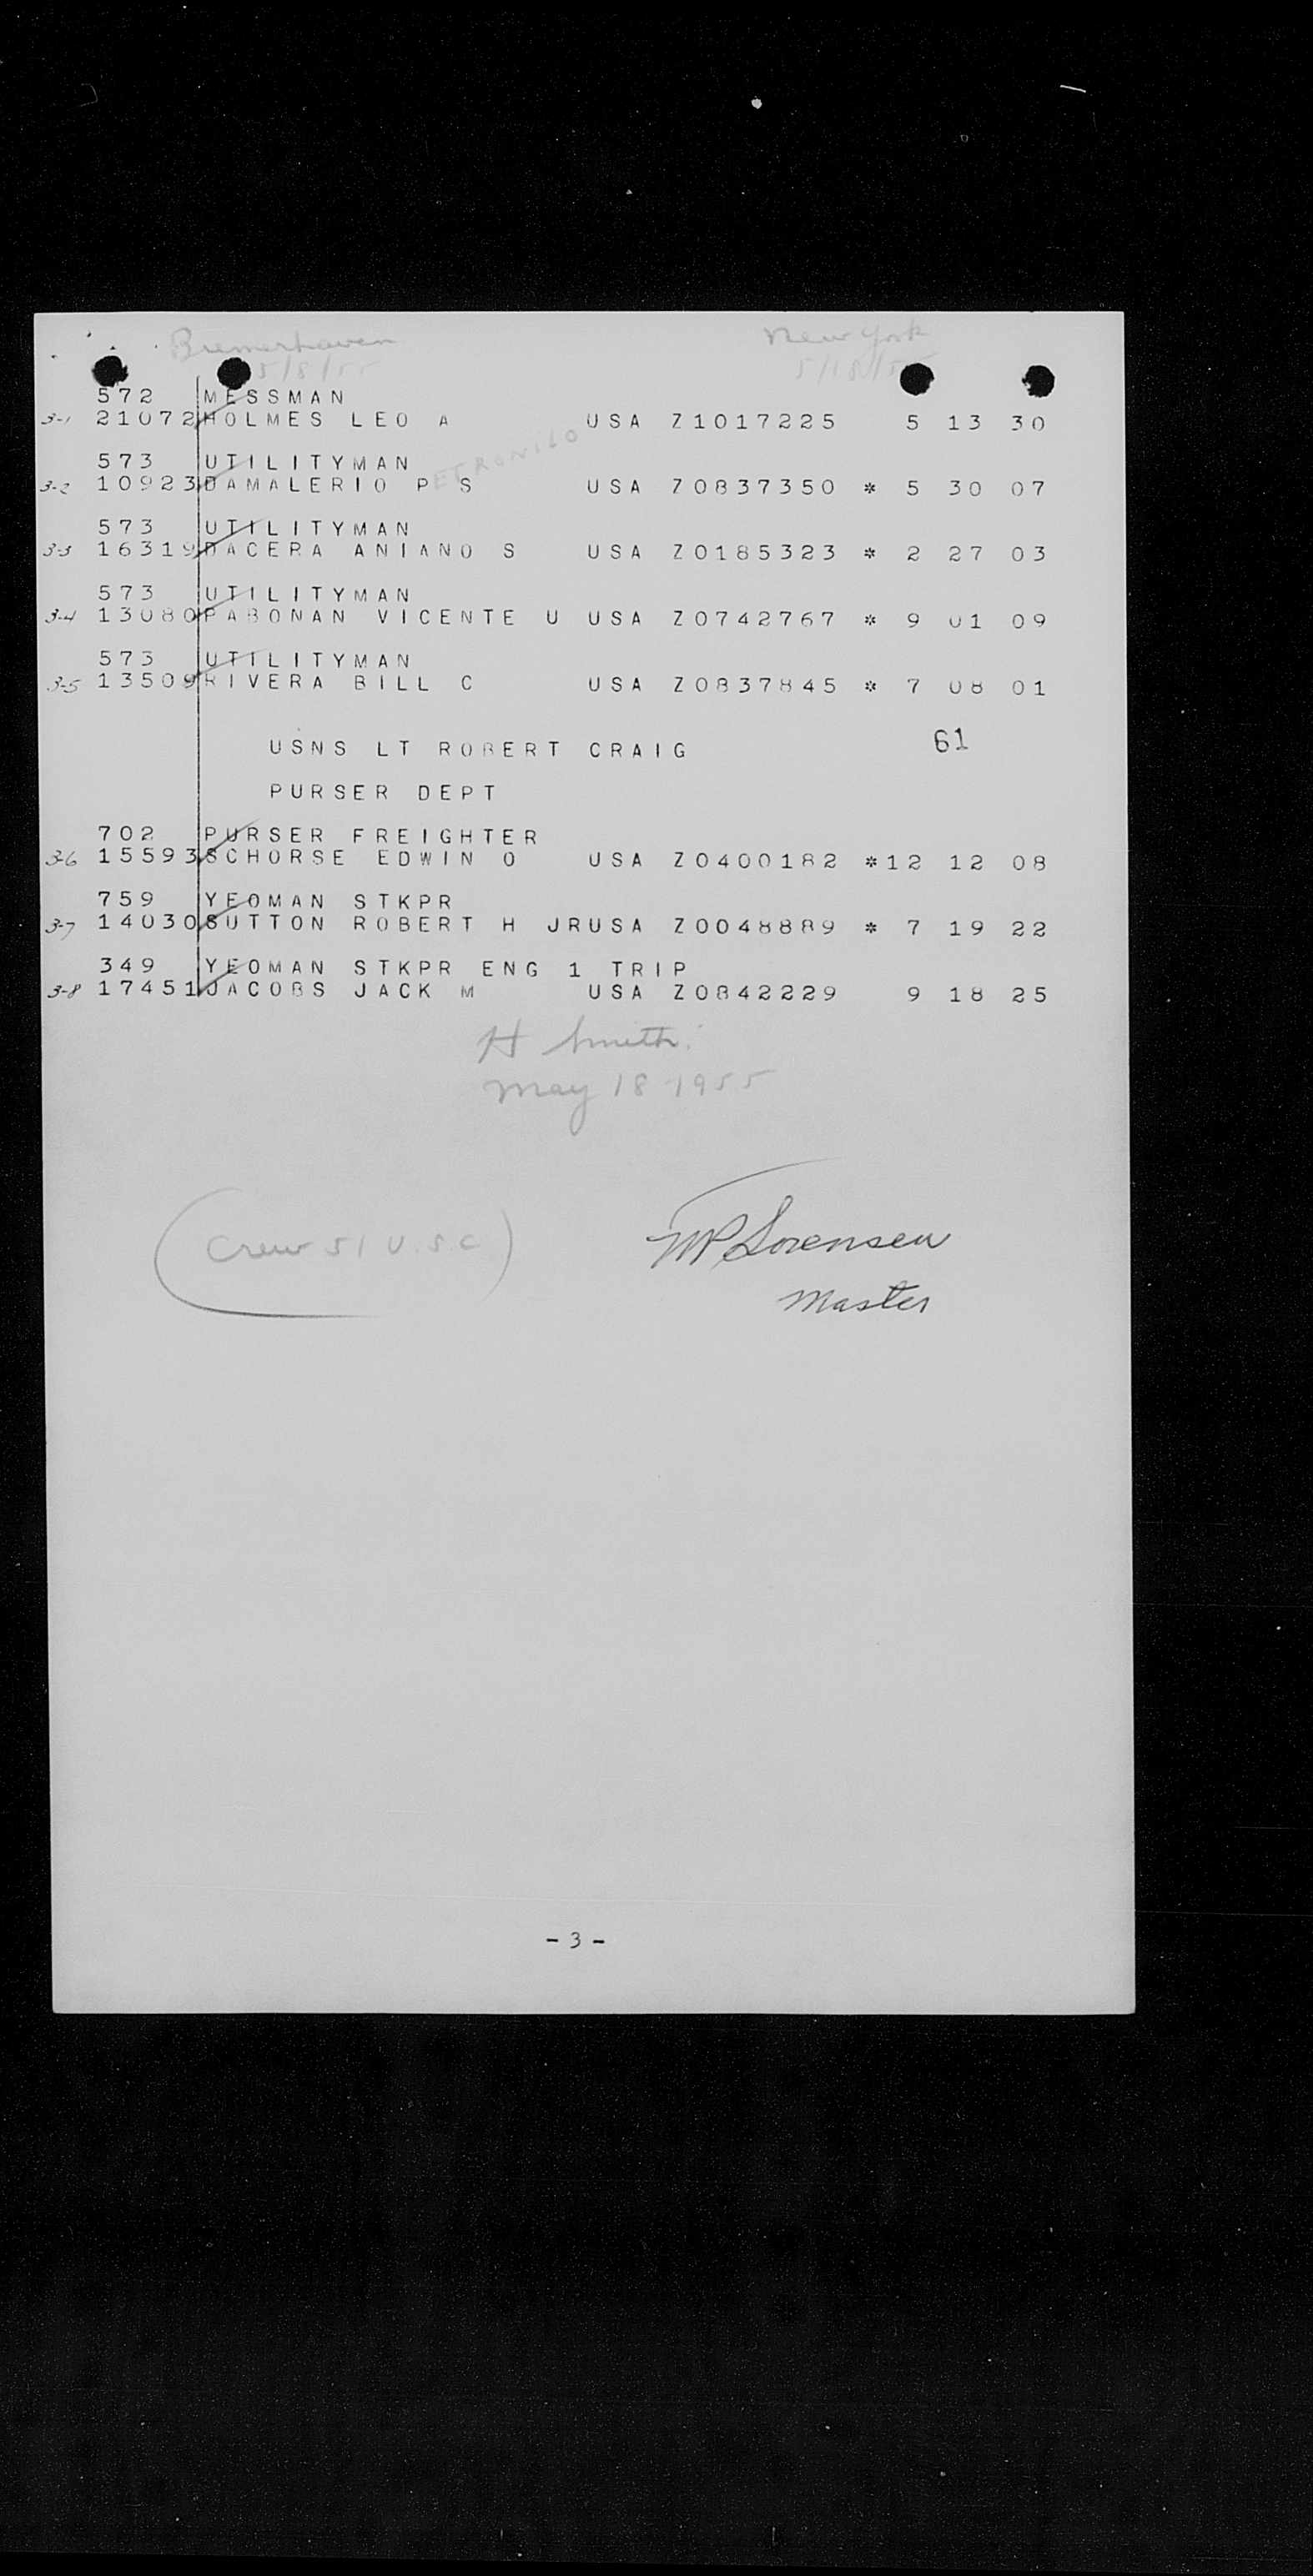 Bremerhaven New York
5/8/55 5/18/55
572 MESSMAN
3-1 21072 HOLMES LEO A USA Z1017225 5 13 30
ETRONILO
573 UTILITYMAN
3-2 10923 DAMALERIO P S USA Z0837350 * 5 30 07
573 UTILITYMAN
3-3 16319 DACERA ANIANO S USA Z0185323 * 2 27 03
573 UTILITYMAN
3-4 13080 PABONAN VICENTE U USA Z0742767 * 9 01 09
573 UTILITYMAN
3-5 13509 RIVERA BILL C USA Z0837845 * 7 08 01
USNS LT ROBERT CRAIG 61
PURSER DEPT
702 PURSER FREIGHTER
3-6 15593 SCHORSE EDWIN O USA Z0400182 *12 12 08
759 YEOMAN STKPR
3-7 14030 SUTTON ROBERT H JRUSA Z0048889 * 7 19 22
349 YEOMAN STKPR ENG 1 TRIP
3-8 17451 JACOBS JACK M USA Z0842229 9 18 25
H Smith
May 18 1955
(Crew 51 U.S.C.) MP Sorensen
Master
- 3 -